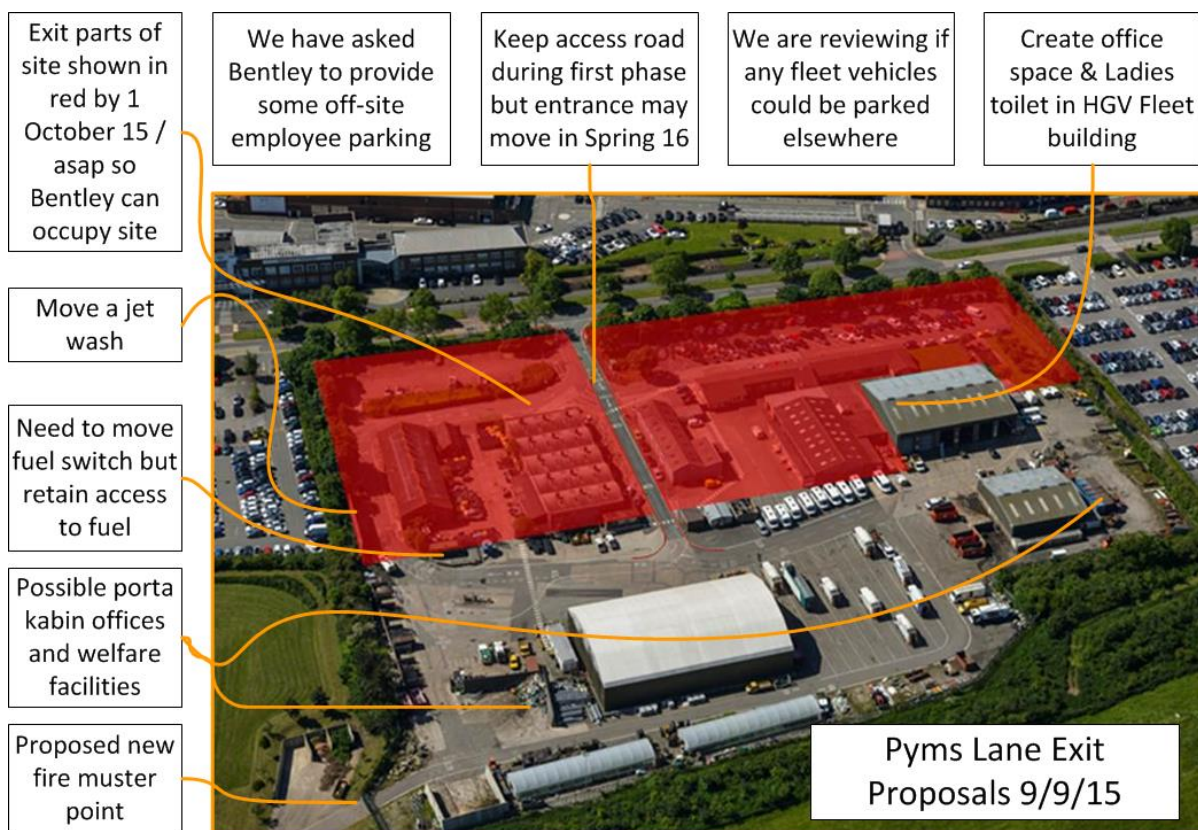 Exit parts of
site shown in
red by 1
October 15 /
asap so
Bentley can
occupy site
We have asked
Bentley to provide
some off-site
employee parking
Keep access road
during first phase
but entrance may
move in Spring 16
We are reviewing if
any fleet vehicles
could be parked
elsewhere
Create office
space & Ladies
toilet in HGV Fleet
building
Move a jet
wash
Need to move
fuel switch but
retain access
to fuel
Possible porta
kabin offices
and welfare
facilities
Proposed new
fire muster
point
Pyms Lane Exit
Proposals 9/9/15